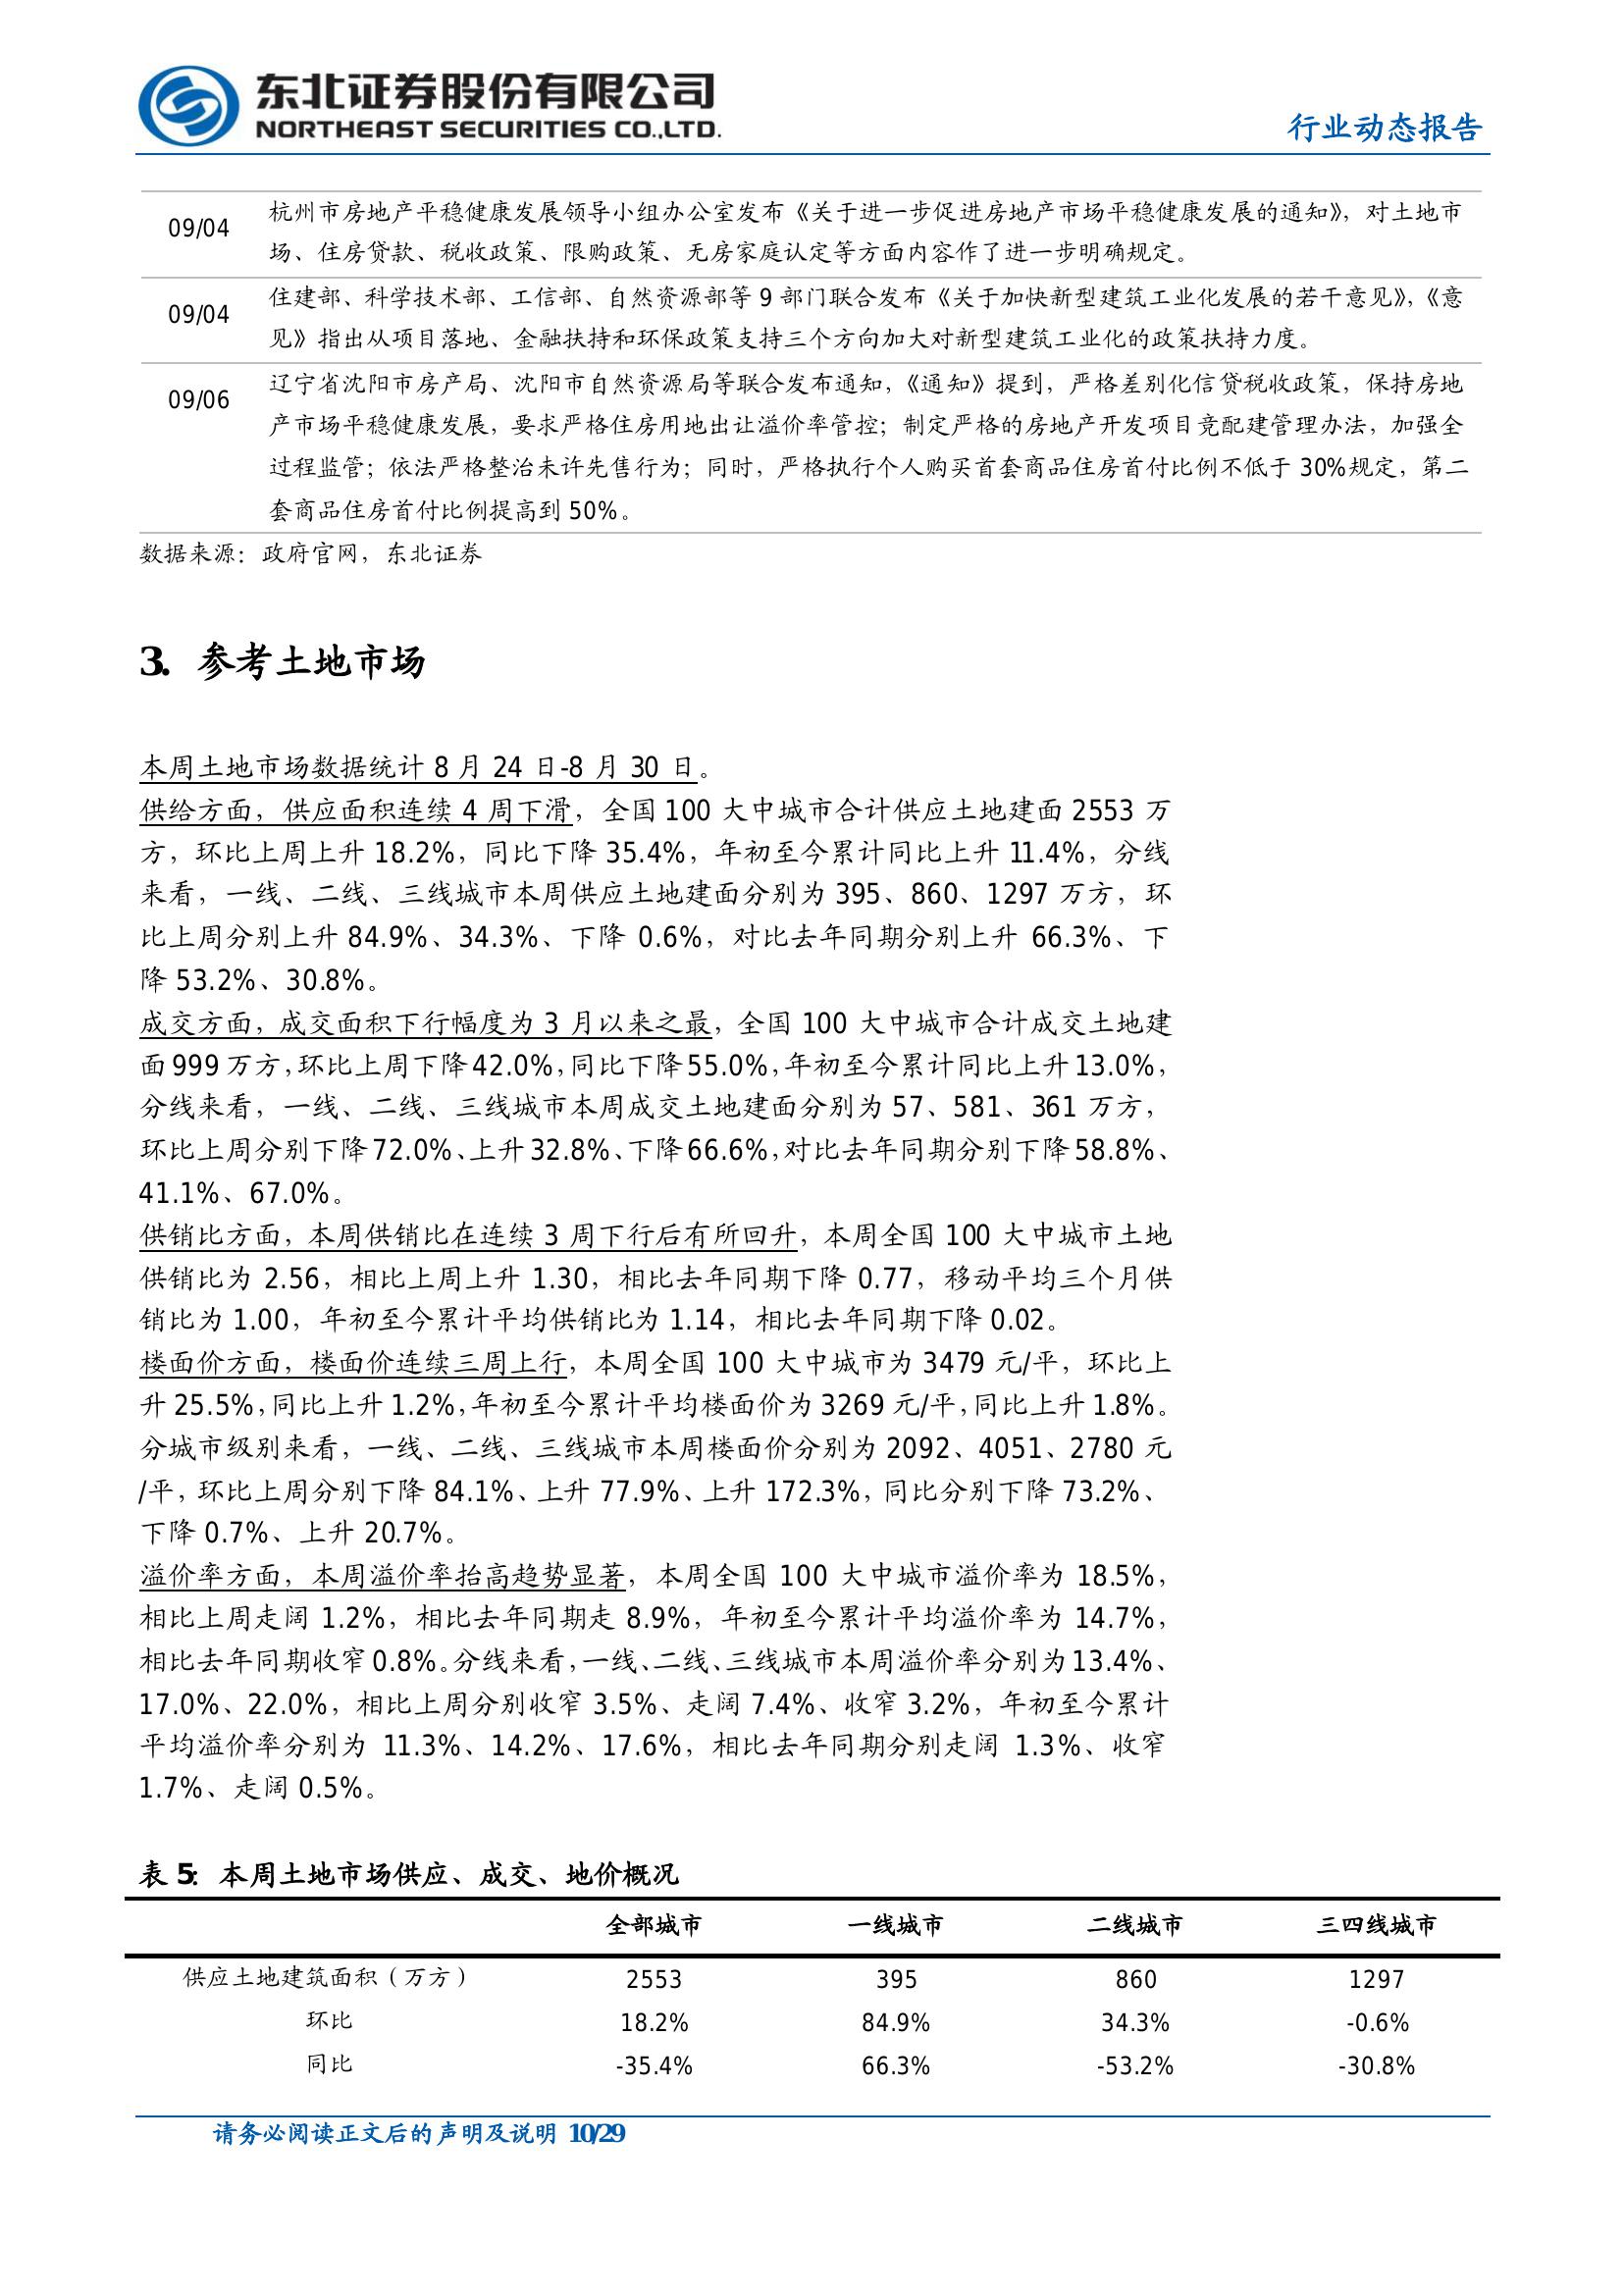 东北证券股份有限公司
NORTHEAST SECURITIES CO.,LTD.
行业动态报告
09/04
杭州市房地产平稳健康发展领导小组办公室发布《关于进一步促进房地产市场平稳健康发展的通知》，对土地市
场、住房贷款、税收政策、限购政策、无房家庭认定等方面内容作了进一步明确规定。
09/04
住建部、科学技术部、工信部、自然资源部等 9 部门联合发布《关于加快新型建筑工业化发展的若干意见》，《意
见》指出从项目落地、金融扶持和环保政策支持三个方向加大对新型建筑工业化的政策扶持力度。
09/06
辽宁省沈阳市房产局、沈阳市自然资源局等联合发布通知，《通知》提到，严格差别化信贷税收政策，保持房地
产市场平稳健康发展，要求严格住房用地出让溢价率管控；制定严格的房地产开发项目竞配建管理办法，加强全
过程监管；依法严格整治未许先售行为；同时，严格执行个人购买首套商品住房首付比例不低于 30%规定，第二
套商品住房首付比例提高到 50%。
数据来源：政府官网，东北证券
3. 参考土地市场
本周土地市场数据统计 8 月 24 日-8 月 30 日。
供给方面，供应面积连续 4 周下滑，全国 100 大中城市合计供应土地建面 2553 万
方，环比上周上升 18.2%，同比下降 35.4%，年初至今累计同比上升 11.4%，分线
来看，一线、二线、三线城市本周供应土地建面分别为 395、860、1297 万方，环
比上周分别上升 84.9%、34.3%、下降 0.6%，对比去年同期分别上升 66.3%、下
降 53.2%、30.8%。
成交方面，成交面积下行幅度为 3 月以来之最，全国 100 大中城市合计成交土地建
面 999 万方，环比上周下降 42.0%，同比下降 55.0%，年初至今累计同比上升 13.0%，
分线来看，一线、二线、三线城市本周成交土地建面分别为 57、581、361 万方，
环比上周分别下降 72.0%、上升 32.8%、下降 66.6%，对比去年同期分别下降 58.8%、
41.1%、67.0%。
供销比方面，本周供销比在连续 3 周下行后有所回升，本周全国 100 大中城市土地
供销比为 2.56，相比上周上升 1.30，相比去年同期下降 0.77，移动平均三个月供
销比为 1.00，年初至今累计平均供销比为 1.14，相比去年同期下降 0.02。
楼面价方面，楼面价连续三周上行，本周全国 100 大中城市为 3479 元/平，环比上
升 25.5%，同比上升 1.2%，年初至今累计平均楼面价为 3269 元/平，同比上升 1.8%。
分城市级别来看，一线、二线、三线城市本周楼面价分别为 2092、4051、2780 元
/平，环比上周分别下降 84.1%、上升 77.9%、上升 172.3%，同比分别下降 73.2%、
下降 0.7%、上升 20.7%。
溢价率方面，本周溢价率抬高趋势显著，本周全国 100 大中城市溢价率为 18.5%，
相比上周走阔 1.2%，相比去年同期走 8.9%，年初至今累计平均溢价率为 14.7%，
相比去年同期收窄 0.8%。分线来看，一线、二线、三线城市本周溢价率分别为 13.4%、
17.0%、22.0%，相比上周分别收窄 3.5%、走阔 7.4%、收窄 3.2%，年初至今累计
平均溢价率分别为 11.3%、14.2%、17.6%，相比去年同期分别走阔 1.3%、收窄
1.7%、走阔 0.5%。
表 5: 本周土地市场供应、成交、地价概况
全部城市 一线城市 二线城市 三四线城市
供应土地建筑面积（万方） 2553 395 860 1297
环比 18.2% 84.9% 34.3% -0.6%
同比 -35.4% 66.3% -53.2% -30.8%
请务必阅读正文后的声明及说明 10/29